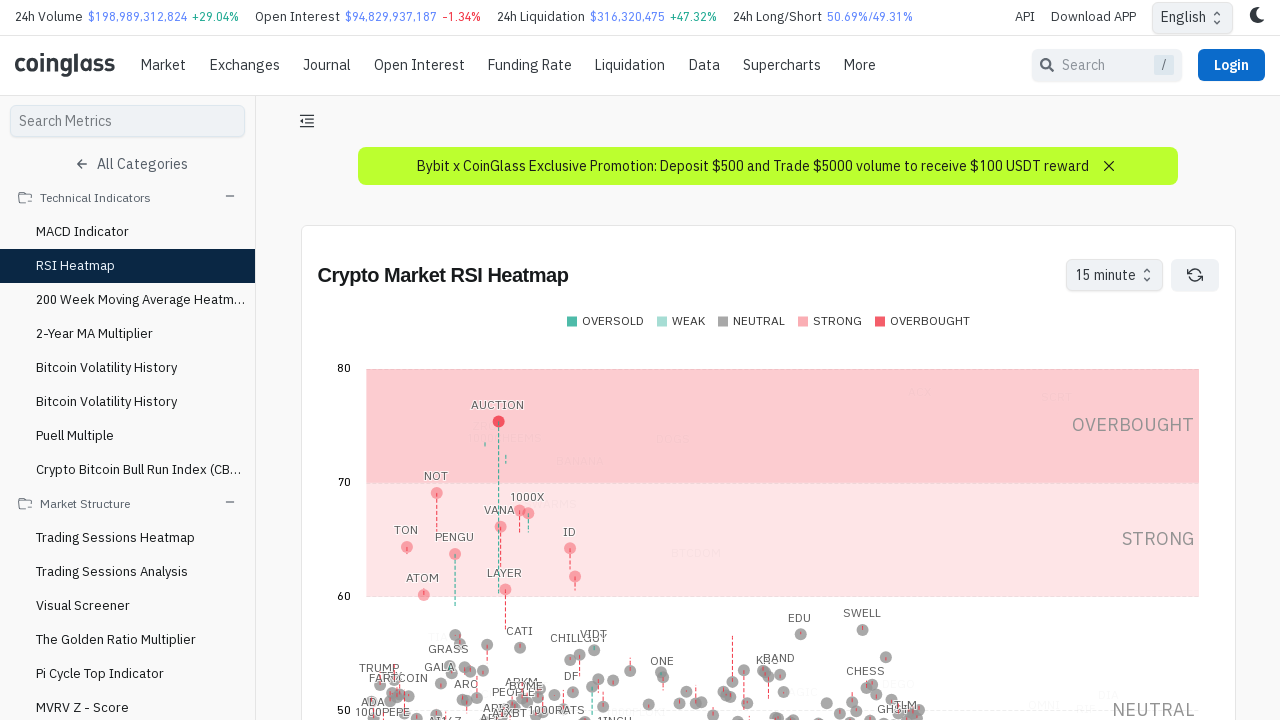 24h Volume $198,989,312,824 +29.04% Open Interest $94,829,937,187 -1.34% 24h Liquidation $316,320,475 +47.32% 24h Long/Short 50.69%/49.31% API Download APP English
coinglass Market Exchanges Journal Open Interest Funding Rate Liquidation Data Supercharts More Search / Login
Search Metrics
All Categories
Technical Indicators
MACD Indicator
RSI Heatmap
200 Week Moving Average Heatm...
2-Year MA Multiplier
Bitcoin Volatility History
Bitcoin Volatility History
Puell Multiple
Crypto Bitcoin Bull Run Index (CB...
Market Structure
Trading Sessions Heatmap
Trading Sessions Analysis
Visual Screener
The Golden Ratio Multiplier
Pi Cycle Top Indicator
MVRV Z - Score
Bybit x CoinGlass Exclusive Promotion: Deposit $500 and Trade $5000 volume to receive $100 USDT reward
Crypto Market RSI Heatmap 15 minute
OVERSOLD WEAK NEUTRAL STRONG OVERBOUGHT
80
AUCTION
OVERBOUGHT
NOT
70
1000X
VANA
TON
PENGU
ID
STRONG
LAYER
ATOM
60
EDU
SWELL
CATI
CHILLGUY
VIDT
GRASS
ONE
BAND
TRUMP
GALA
CHESS
FARTCOIN
ARC
DF
PEOPLE
ADA
TLM
50
1000PEPE
1000RATS
GHST
NEUTRAL
1INCH